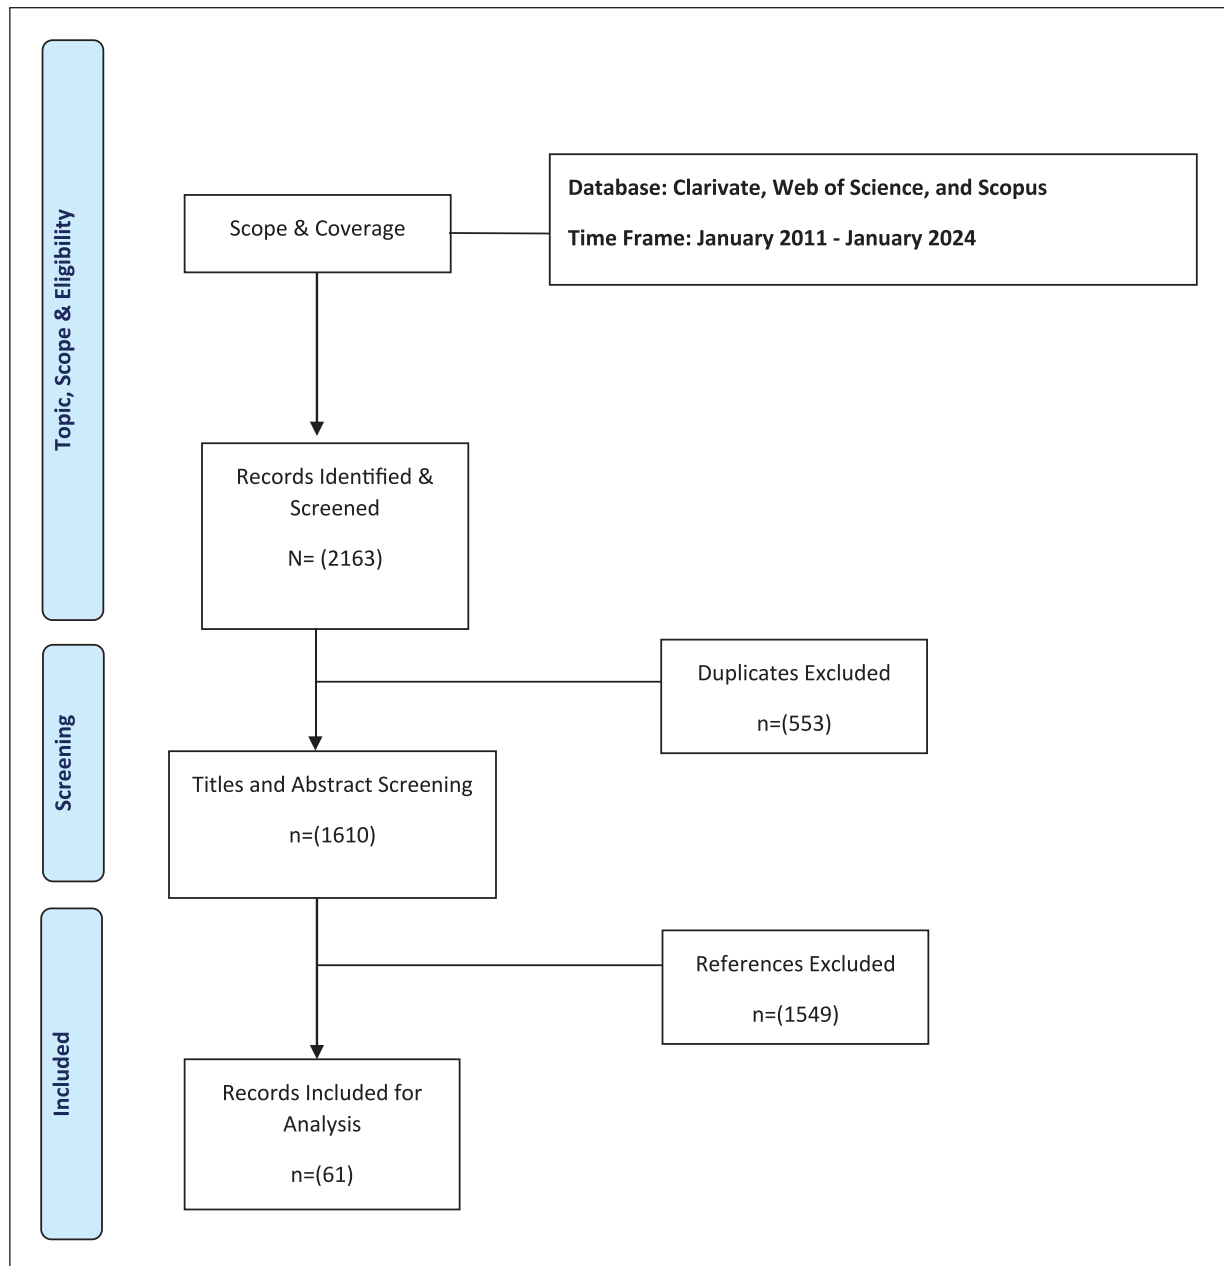 Topic, Scope & Eligibility
Scope & Coverage
Database: Clarivate, Web of Science, and Scopus
Time Frame: January 2011 - January 2024
Records Identified &
Screened
N= (2163)
Screening
Duplicates Excluded
n=(553)
Titles and Abstract Screening
n=(1610)
Included
References Excluded
n=(1549)
Records Included for
Analysis
n=(61)